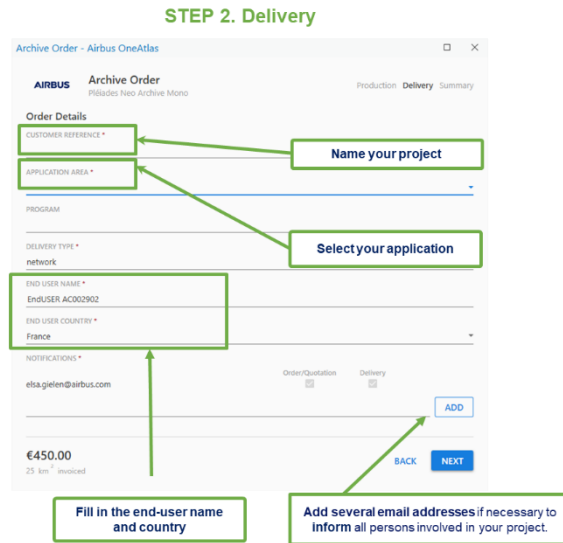 STEP 2. Delivery
Archive Order - Airbus OneAtlas
AIRBUS
Archive Order
Pléiades Neo Archive Mono
Production Delivery Summary
Order Details
CUSTOMER REFERENCE *
Name your project
APPLICATION AREA *
PROGRAM
Select your application
DELIVERY TYPE *
network
END USER NAME *
EndUSER AC002902
END USER COUNTRY *
France
NOTIFICATIONS *
Order/Quotation Delivery
elsa.gielen@airbus.com
ADD
€450.00
25 km² invoiced
BACK NEXT
Fill in the end-user name
and country
Add several email addresses if necessary to
inform all persons involved in your project.